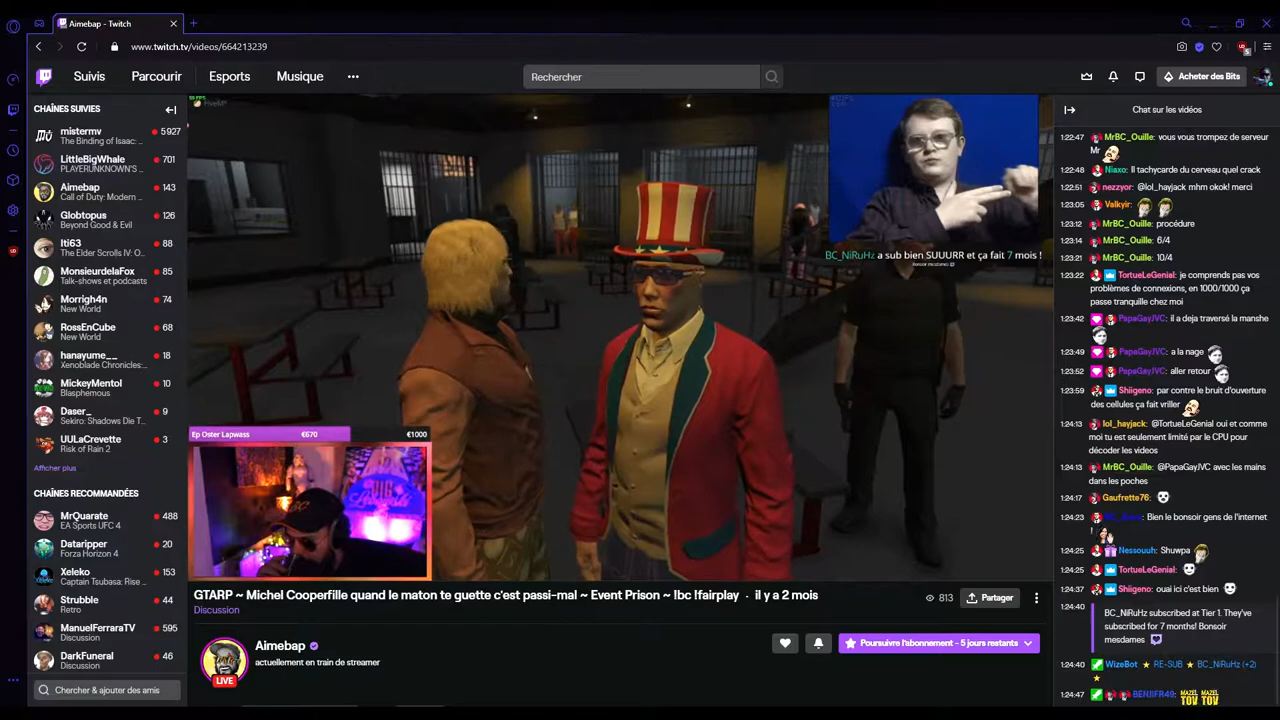 Aimebap - Twitch
www.twitch.tv/videos/664213239
Suivis
Parcourir
Esports
Musique
Rechercher
Acheter des Bits
CHAÎNES SUIVIES
mistermv
5 927
The Binding of Isaac: ...
LittleBigWhale
701
PLAYERUNKNOWN'S ...
Aimebap
143
Call of Duty: Modern ...
Globtopus
126
Beyond Good & Evil
Iti63
88
The Elder Scrolls IV: O...
MonsieurdelaFox
85
Talk-shows et podcasts
Morrigh4n
74
New World
RossEnCube
68
New World
hanayume__
18
Xenoblade Chronicles:...
MickeyMentol
10
Blasphemous
Daser_
9
Sekiro: Shadows Die T...
UULaCrevette
3
Risk of Rain 2
Afficher plus
CHAÎNES RECOMMANDÉES
MrQuaritch
EA Sports UFC 4
488
Datarip
Forza Horizon 4
20
Xeleko
Captain Tsubasa: Rise ...
153
Strubble
Retro
44
ManuelFerraraTV
Discussion
595
DarkFuneral
Discussion
46
Chercher & ajouter des amis
FiveM®
BC_NiRuHz a sub bien SUUURR et ça fait 7 mois !
Bonsoir mesdames
Ep Oster Lapwass
€670
€1000
GTARP ~ Michel Cooperfille quand le maton te guette c'est passi-mal ~ Event Prison ~ !bc !fairplay · il y a 2 mois
Discussion
813
Partager
Aimebap
actuellement en train de streamer
LIVE
Poursuivre l'abonnement - 5 jours restants
Chat sur les vidéos
1:22:47 MrBC_Ouille: vous vous trompez de serveur
Mr
1:22:48 Niaxo: Il tachycarde du cerveau quel crack
1:22:51 nezzyor: @lol_hayjack mhm okok! merci
1:23:05 Valkyir:
1:23:12 MrBC_Ouille: procédure
1:23:14 MrBC_Ouille: 6/4
1:23:21 MrBC_Ouille: 10/4
1:23:22 TortueLeGenial: je comprends pas vos
problèmes de connexions, en 1000/1000 ça
passe tranquille chez moi
1:23:42 PapaGayJVC: il a deja traversé la manshe
1:23:49 PapaGayJVC: a la nage
1:23:52 PapaGayJVC: aller retour
1:23:59 Shiigeno: par contre le bruit d'ouverture
des cellules ça fait vriller
1:24:13 lol_hayjack: @TortueLeGenial oui et comme
moi tu est seulement limité par le CPU pour
décoder les vidéos
1:24:13 MrBC_Ouille: @PapaGayJVC avec les mains
dans les poches
1:24:17 Gaufrette76:
1:24:23 Bien le bonsoir gens de l'internet
1:24:25 Nessouuh: Shuwpa
1:24:25 TortueLeGenial:
1:24:37 Shiigeno: ouai ici c'est bien
1:24:40 BC_NiRuHz subscribed at Tier 1. They've
subscribed for 7 months! Bonsoir
mesdames
1:24:40 WizeBot ★ RE-SUB ★ BC_NiRuHz (+2)
★
1:24:47 BENJIFR49: MAZEL TOV MAZEL TOV